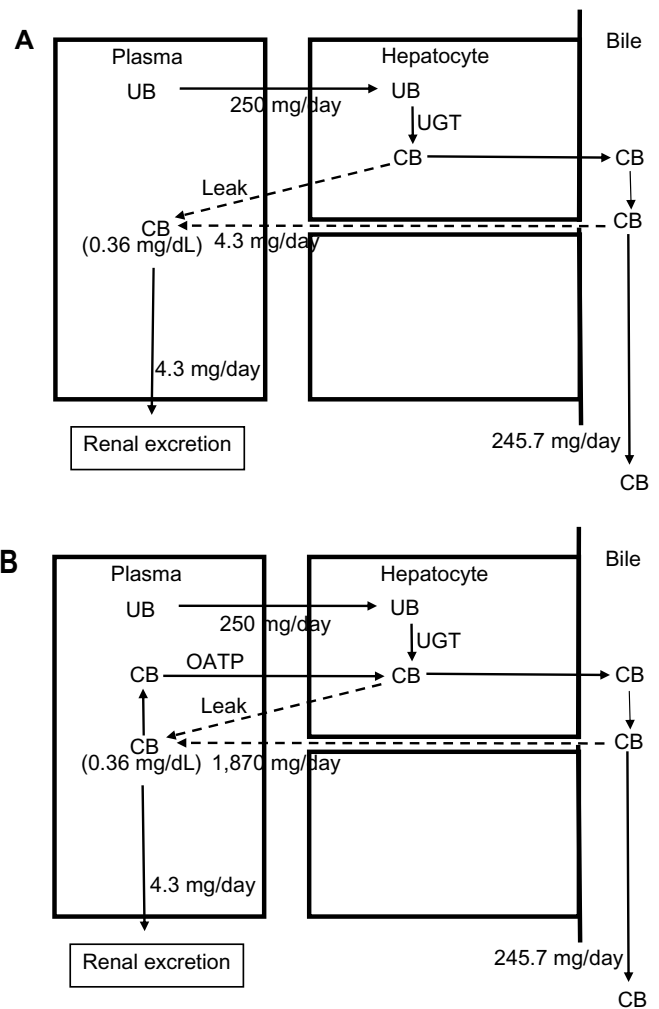 A
Plasma
Hepatocyte
Bile
UB
250 mg/day
UB
UGT
CB
CB
Leak
CB
(0.36 mg/dL)
4.3 mg/day
CB
4.3 mg/day
Renal excretion
245.7 mg/day
CB
B
Plasma
Hepatocyte
Bile
UB
250 mg/day
UB
UGT
CB
OATP
CB
CB
Leak
CB
(0.36 mg/dL)
1,870 mg/day
CB
4.3 mg/day
Renal excretion
245.7 mg/day
CB